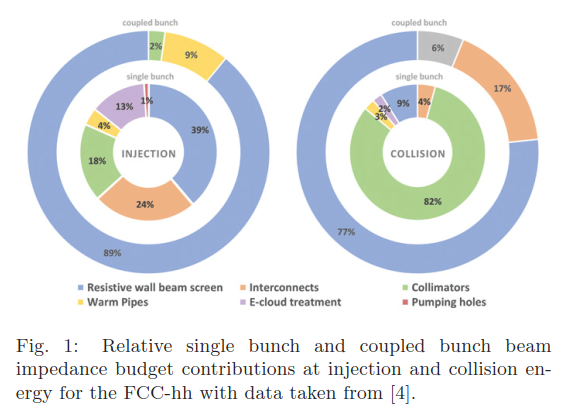 coupled bunch
2%
9%
single bunch
1%
13%
4%
39%
INJECTION
18%
24%
89%
coupled bunch
6%
17%
single bunch
9%
4%
2%
3%
COLLISION
82%
77%
Resistive wall beam screen
Interconnects
Collimators
Warm Pipes
E-cloud treatment
Pumping holes
Fig. 1: Relative single bunch and coupled bunch beam
impedance budget contributions at injection and collision en-
ergy for the FCC-hh with data taken from [4].